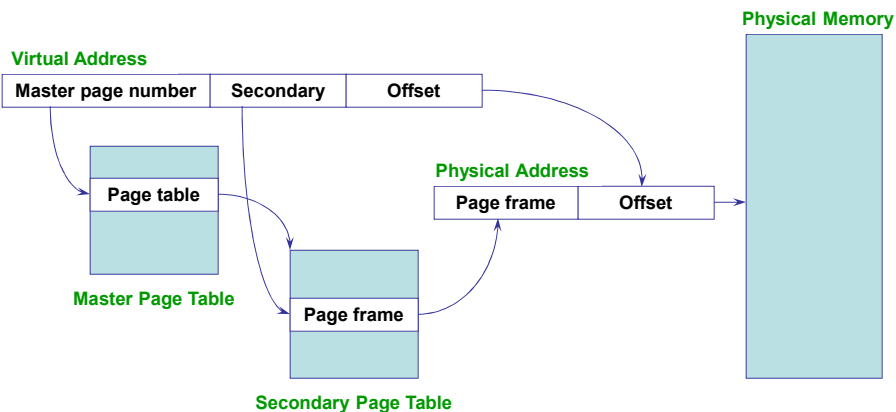 Physical Memory
Virtual Address
Master page number Secondary Offset
Physical Address
Page table
Page frame Offset
Master Page Table
Page frame
Secondary Page Table